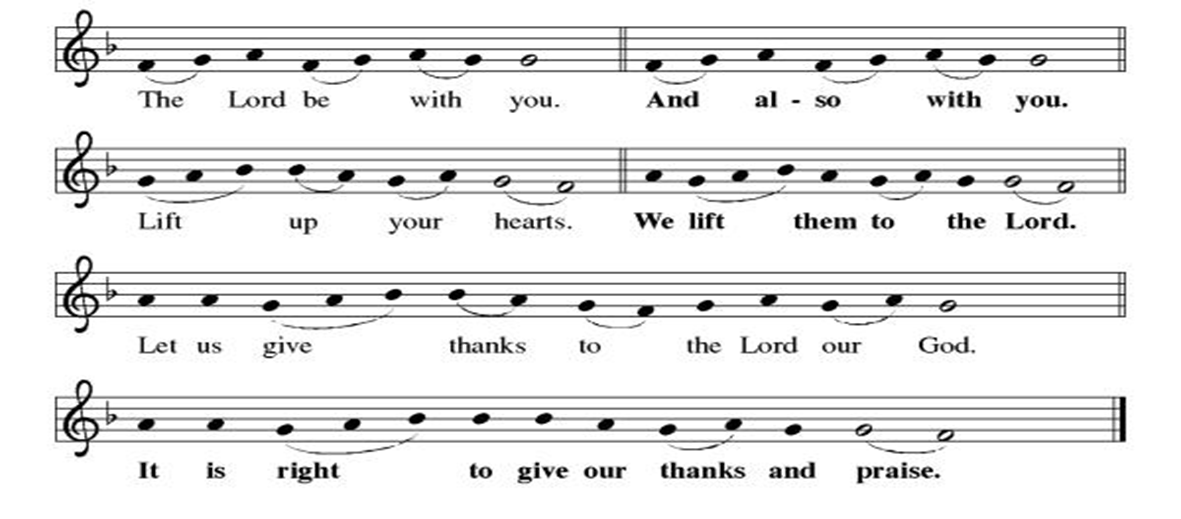 The Lord be with you. And al - so with you.
Lift up your hearts. We lift them to the Lord.
Let us give thanks to the Lord our God.
It is right to give our thanks and praise.